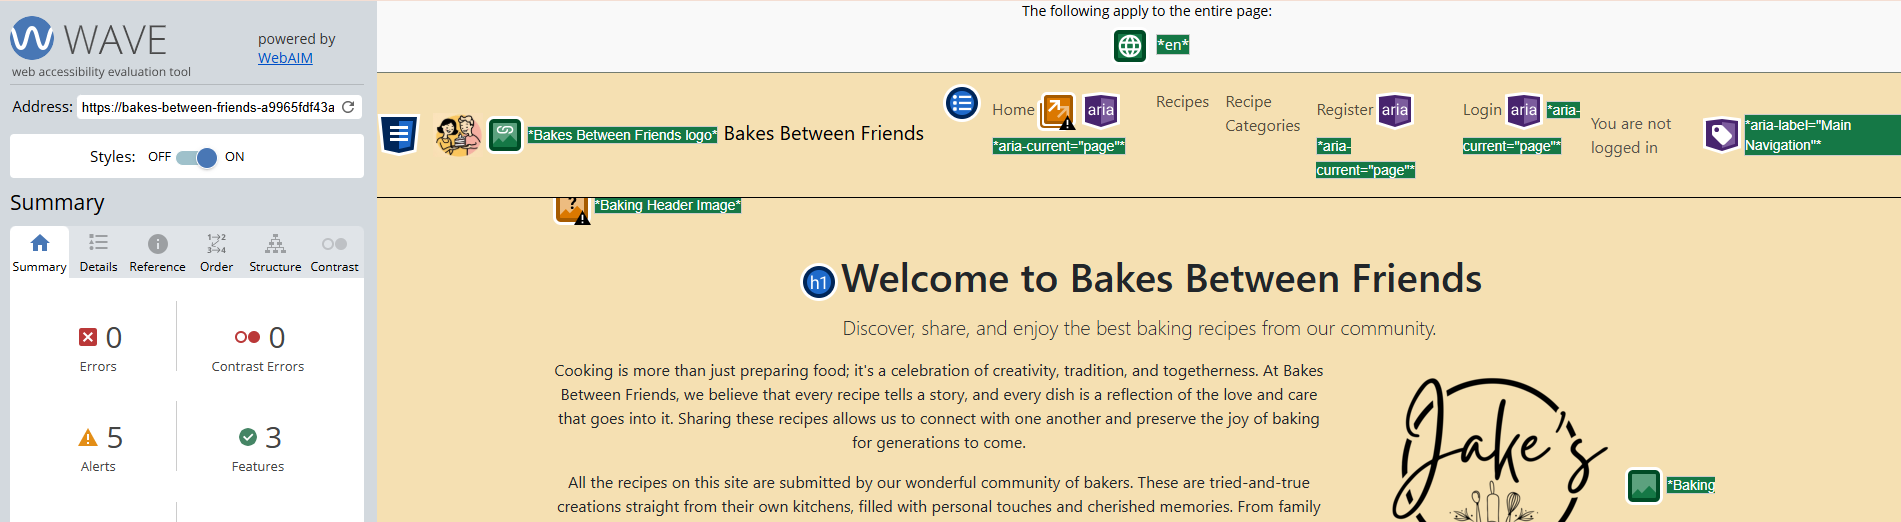 WAVE
web accessibility evaluation tool
powered by
WebAIM
Address: https://bakes-between-friends-a9965fdf43a
Styles: OFF ON
Summary
Summary Details Reference Order Structure Contrast
0 Errors
0 Contrast Errors
5 Alerts
3 Features
The following apply to the entire page:
*en*
*Bakes Between Friends logo* Bakes Between Friends
Home aria
*aria-current="page"*
Recipes
Recipe
Categories
Register aria
*aria-
current="page"*
Login aria *aria-
current="page"*
You are not
logged in
*aria-label="Main
Navigation"*
*Baking Header Image*
h1 Welcome to Bakes Between Friends
Discover, share, and enjoy the best baking recipes from our community.
Cooking is more than just preparing food; it's a celebration of creativity, tradition, and togetherness. At Bakes
Between Friends, we believe that every recipe tells a story, and every dish is a reflection of the love and care
that goes into it. Sharing these recipes allows us to connect with one another and preserve the joy of baking
for generations to come.
All the recipes on this site are submitted by our wonderful community of bakers. These are tried-and-true
creations straight from their own kitchens, filled with personal touches and cherished memories. From family
Jake's
*Baking